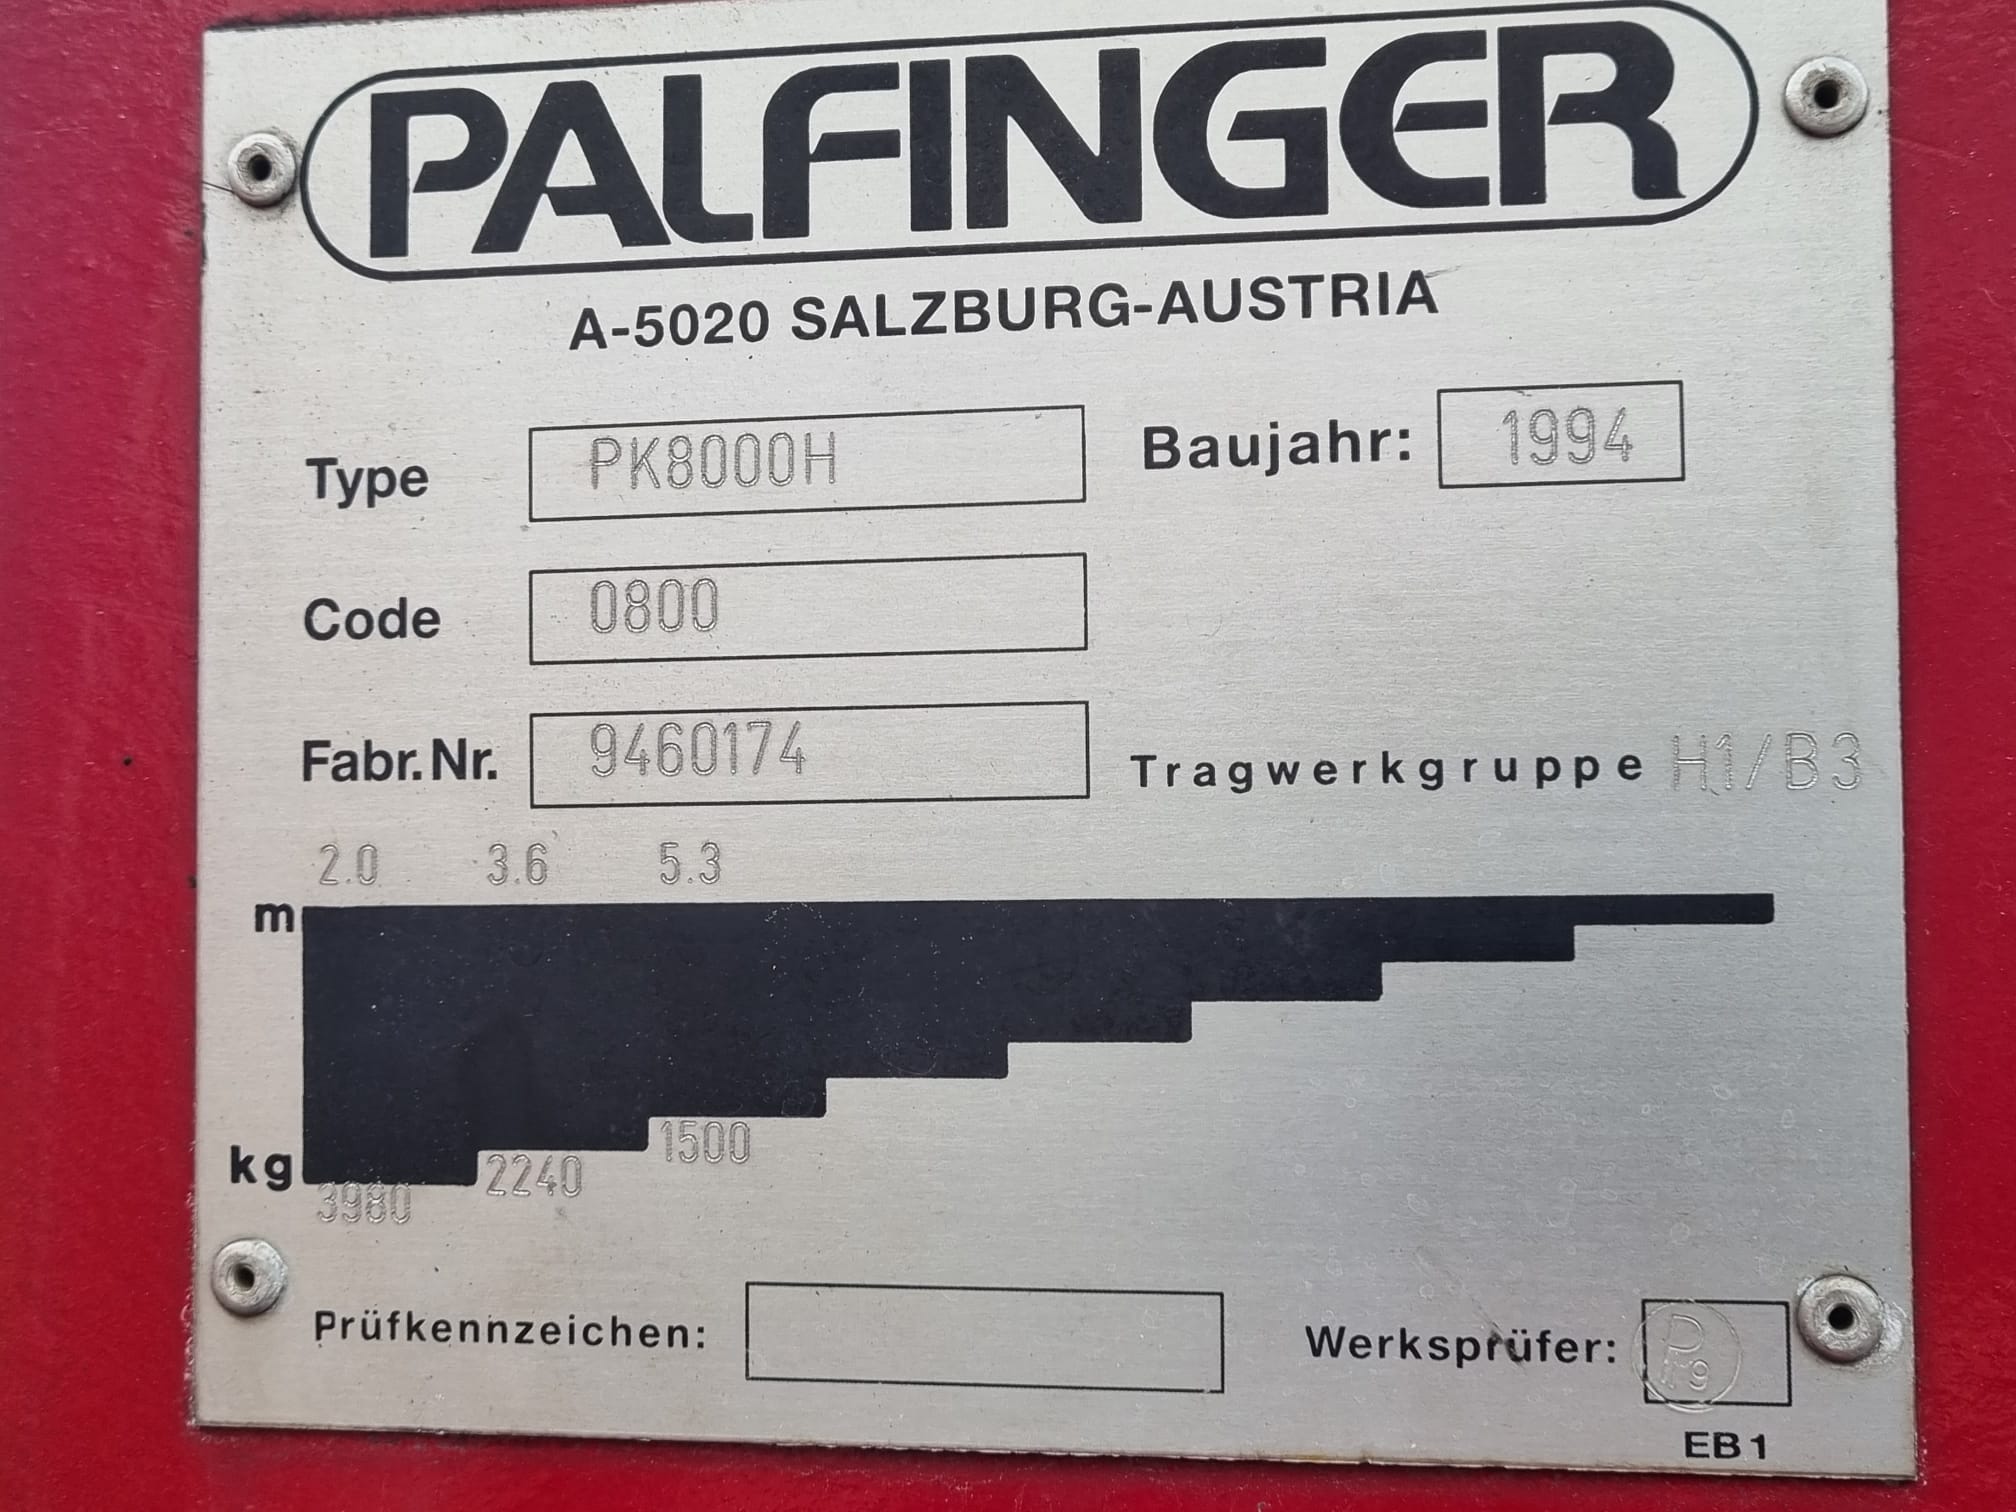 PALFINGER
A-5020 SALZBURG-AUSTRIA
Type PK8000H Baujahr: 1994
Code 0800
Fabr.Nr. 9460174 Tragwerkgruppe H1/B3
2.0 3.6 5.3
m
kg
1500
2240
3980
Prüfkennzeichen: Werksprüfer: P
EB1